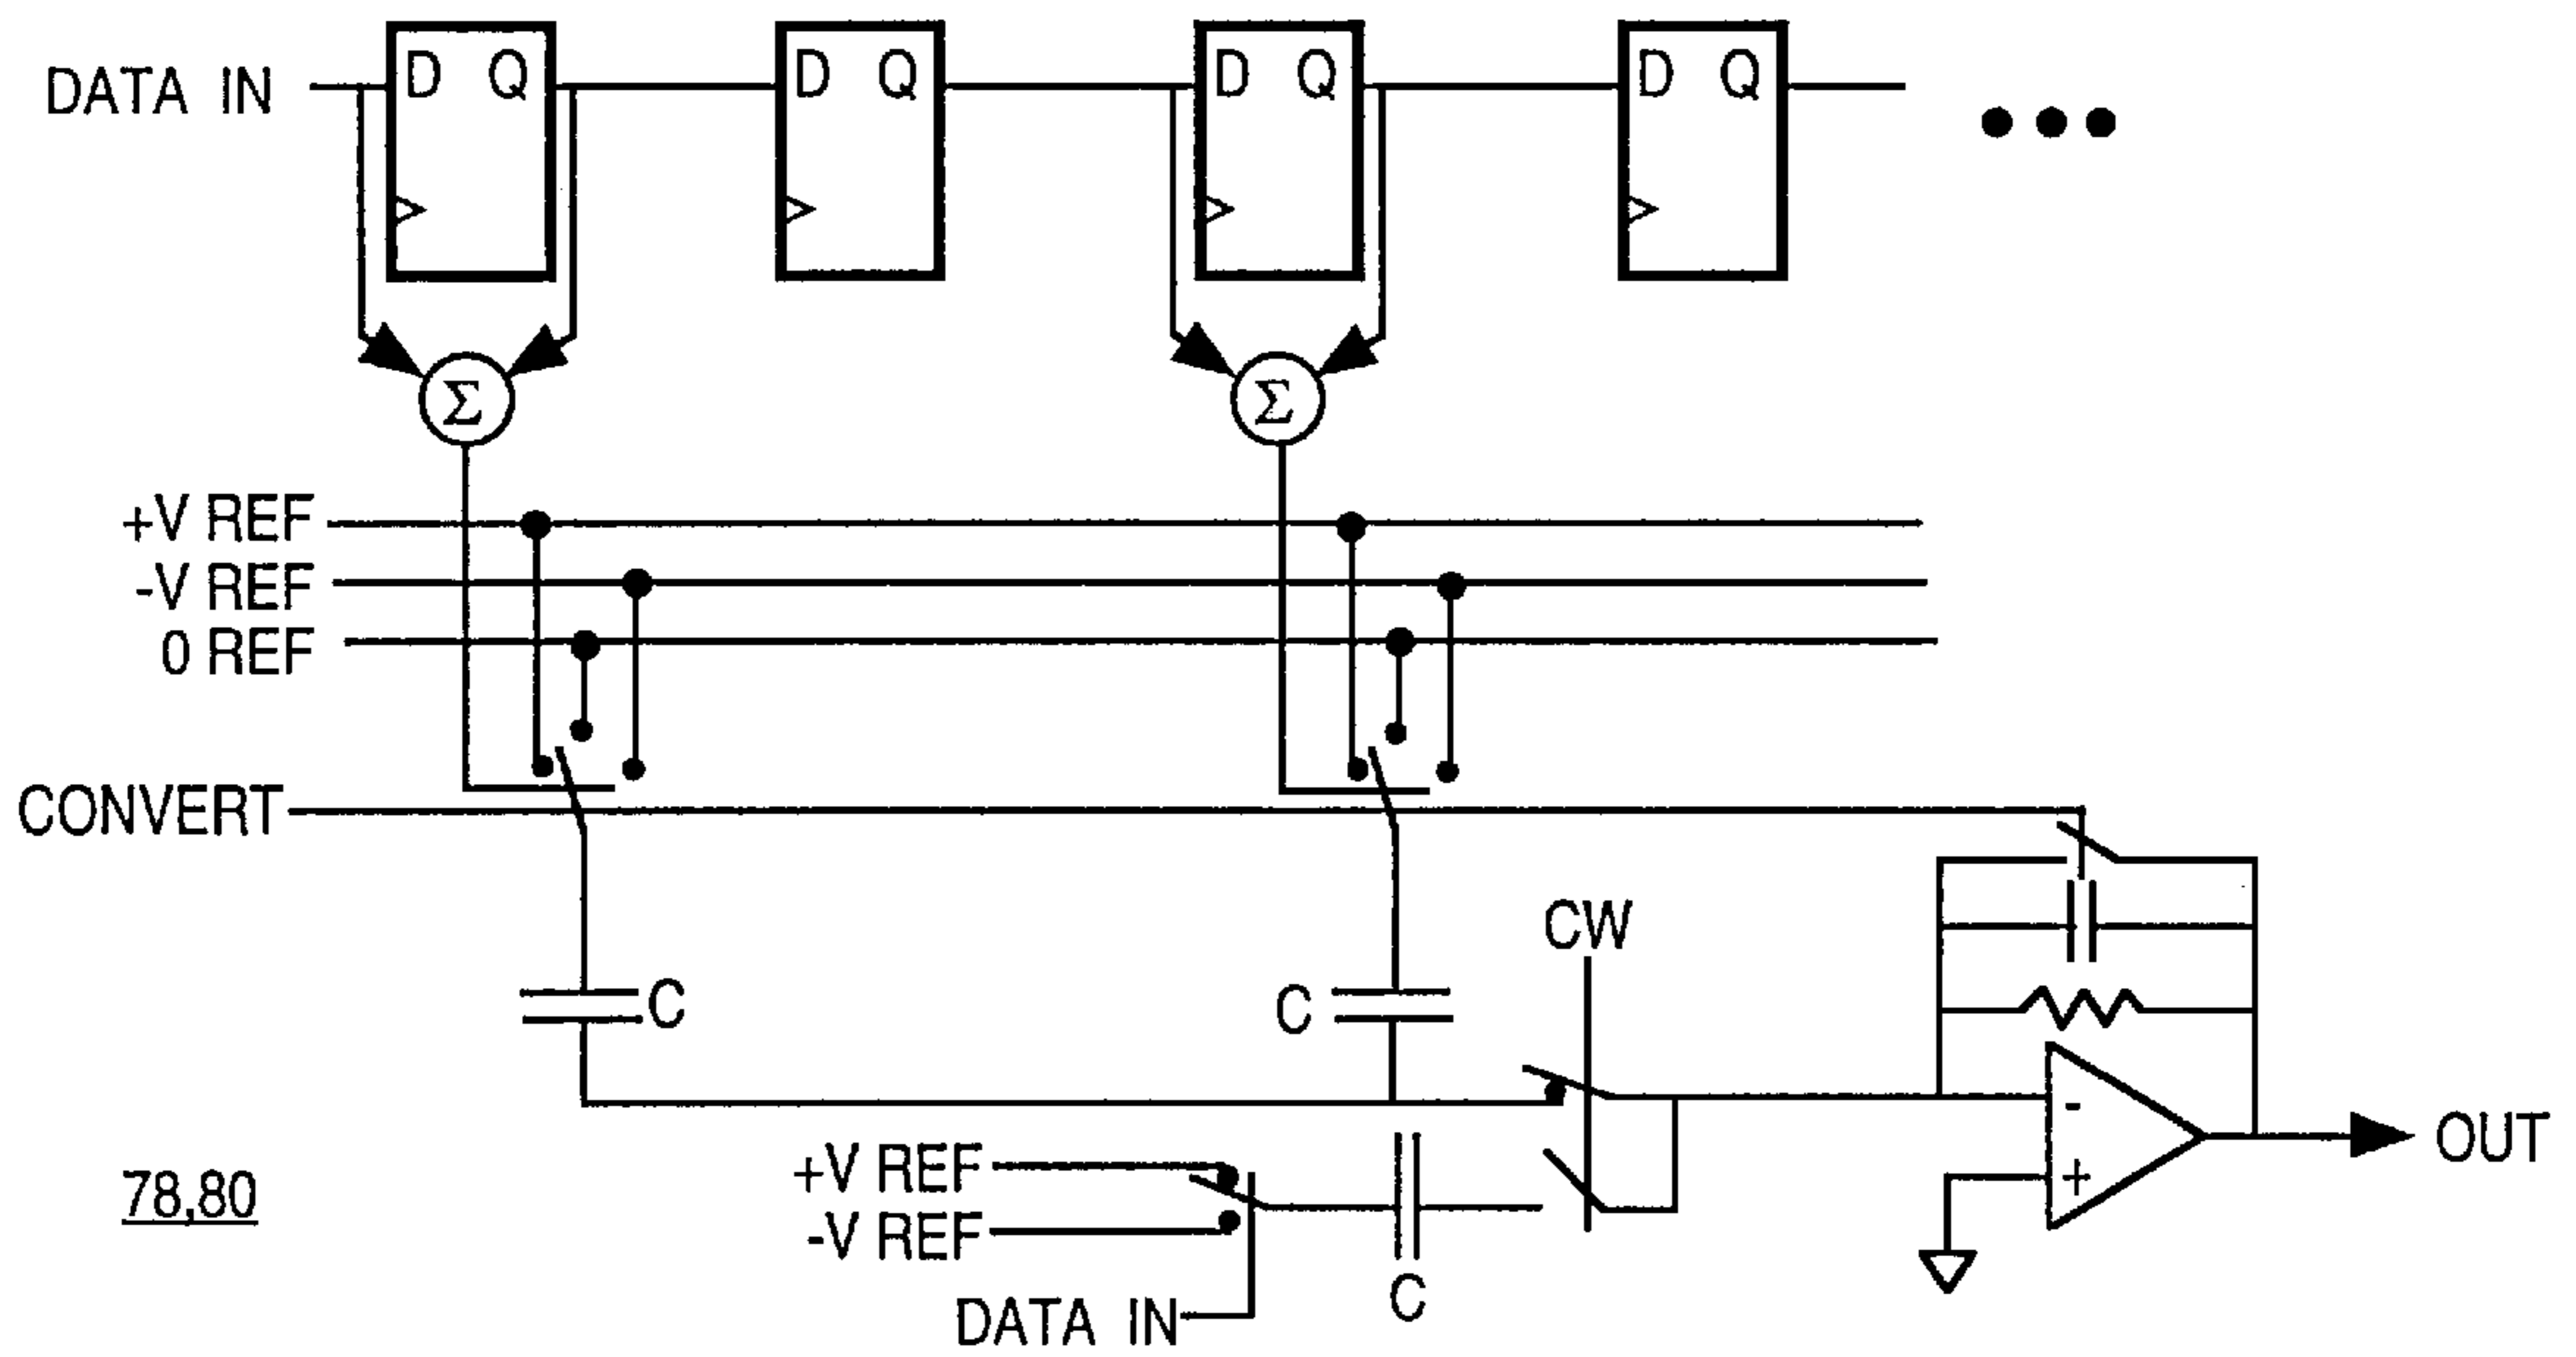 DATA IN
D Q
D Q
D Q
D Q
Σ
Σ
+V REF
-V REF
0 REF
CONVERT
C
C
CW
+V REF
-V REF
DATA IN
C
-
+
OUT
78,80